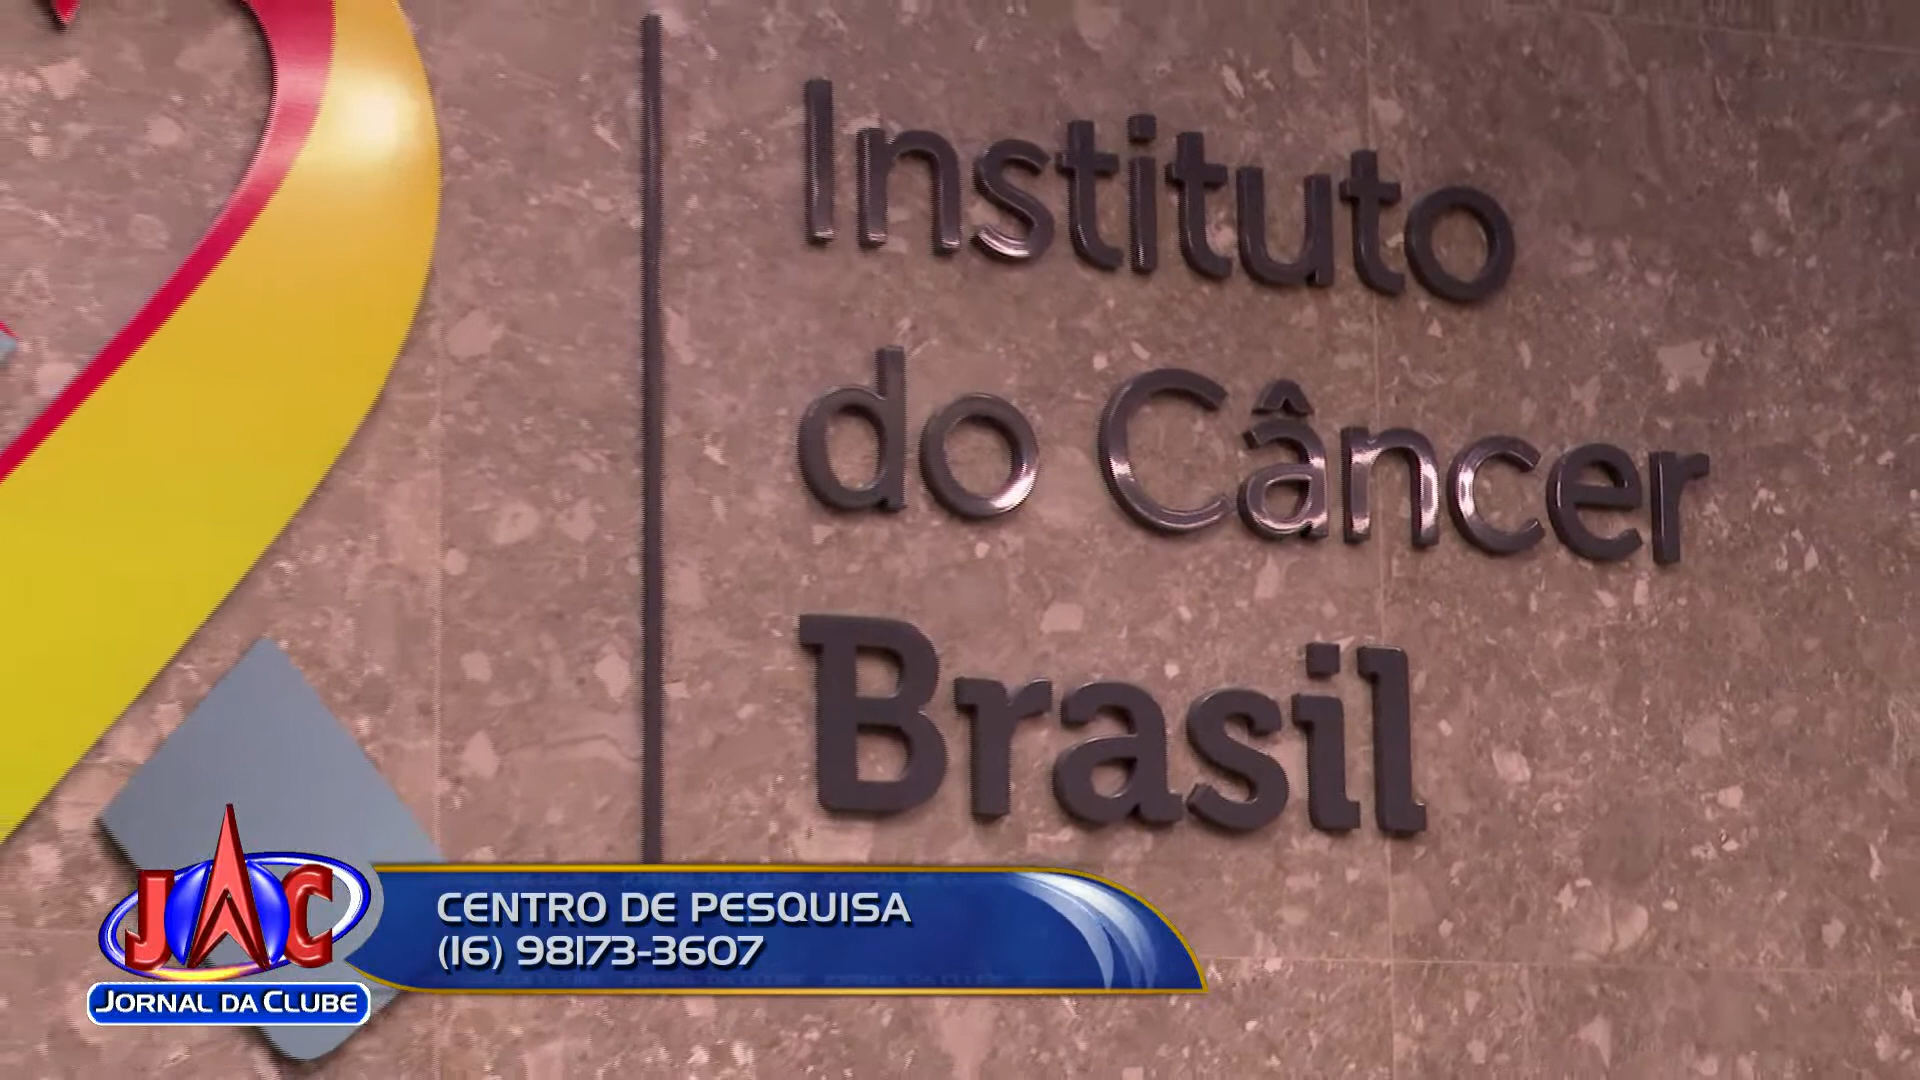 Instituto
do Câncer
Brasil
JAC
JORNAL DA CLUBE
CENTRO DE PESQUISA
(16) 98173-3607